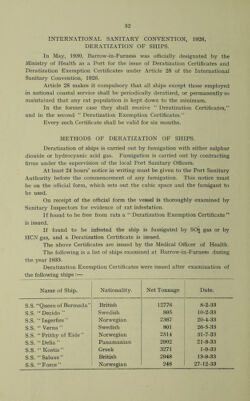 32
INTERNATIONAL SANITARY CONVENTION, 1926.
DERATIZATION OF SHIPS.
In May, 1930, Barrow-in-Furness was officially designated by the
Ministry of Health as a Port for the issue of Deratization Certificates and
Deratization Exemption Certificates under Article 28 of the International
Sanitary Convention, 1926.
Article 28 makes it compulsory that all ships except those employed
in national coastal service shall be periodically deratized, or permanently so
maintained that any rat population is kept down to the minimum.
In the former case they shall receive " Deratization Certificates,"
and in the second " Deratization Exemption Certificates."
Every such Certificate shall be valid for six months.
METHODS OF DERATIZATION OF SHIPS.
Deratization of ships is carried out by fumigation with either sulphur
dioxide or hydrocyanic acid gas. Fumigation is carried out by contracting
firms under the supervision of the local Port Sanitary Officers.
At least 24 hours' notice in writing must be given to the Port Sanitary
Authority before the commencement of any fumigation. This notice must
be on the official form, which sets out the cubic space and the fumigant to
be used.
On receipt of the official form the vessel is thoroughly examined by
Sanitary Inspectors for evidence of rat infestation.
If found to be free from rats a " Deratization Exemption Certificate "
is issued.
If found to be infested the ship is fumigated by SO2 gas or by
HCN gas, and a Deratization Certificate is issued.
The above Certificates are issued by the Medical Officer of Health.
The following is a list of ships examined at Barrow-in-Furness during
the year 1933.
Deratization Exemption Certificates were issued after examination of
the following ships :—
Name of Ship. Nationality. Net Tonnage Date.
S.S. "Queen of Bermuda" British 12776 8-2-33
S.S. " Decido " Swedish 805 10-2-33
S.S. " Ingerfire" Norwegian 2367 20-4-33
S.S. " Verna " Swedish 801 26-5-33
S.S. " Prithy of Eide " Norwegian 2314 31-7-33
S.S. " Delia " Panamanian 2002 21-8-33
S.S. " Kostis " Greek 3271 1-9-33
S.S. " Saluse" British 2948 13-9-33
S.S. " Force" Norwegian 248 27-12-33